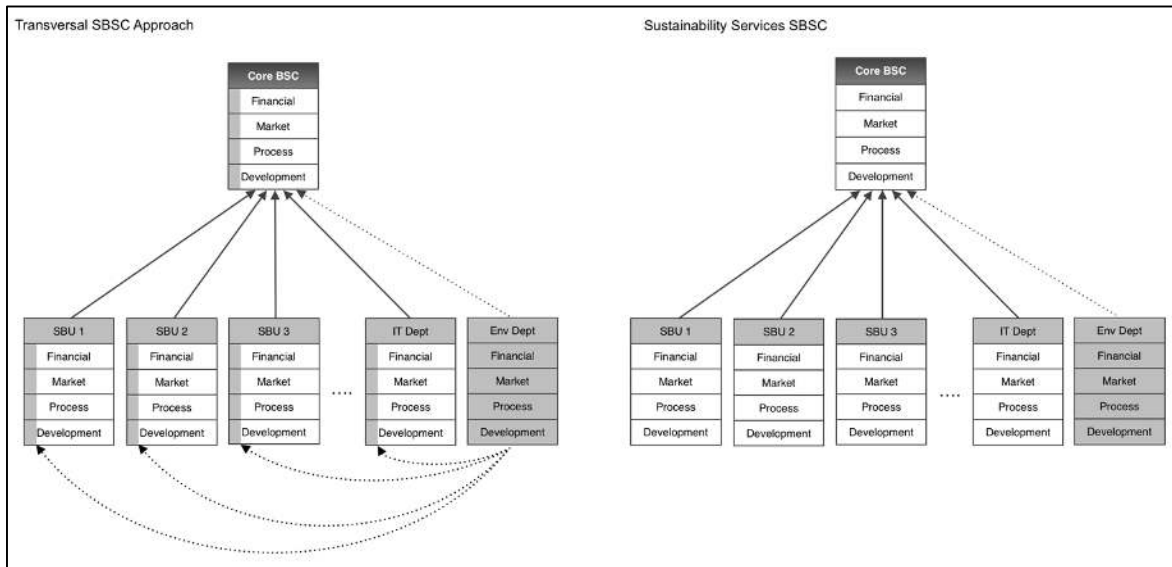 Transversal SBSC Approach
Sustainability Services SBSC
Core BSC
Financial
Market
Process
Development
SBU 1
Financial
Market
Process
Development
SBU 2
Financial
Market
Process
Development
SBU 3
Financial
Market
Process
Development
....
IT Dept
Financial
Market
Process
Development
Env Dept
Financial
Market
Process
Development
Core BSC
Financial
Market
Process
Development
SBU 1
Financial
Market
Process
Development
SBU 2
Financial
Market
Process
Development
SBU 3
Financial
Market
Process
Development
....
IT Dept
Financial
Market
Process
Development
Env Dept
Financial
Market
Process
Development